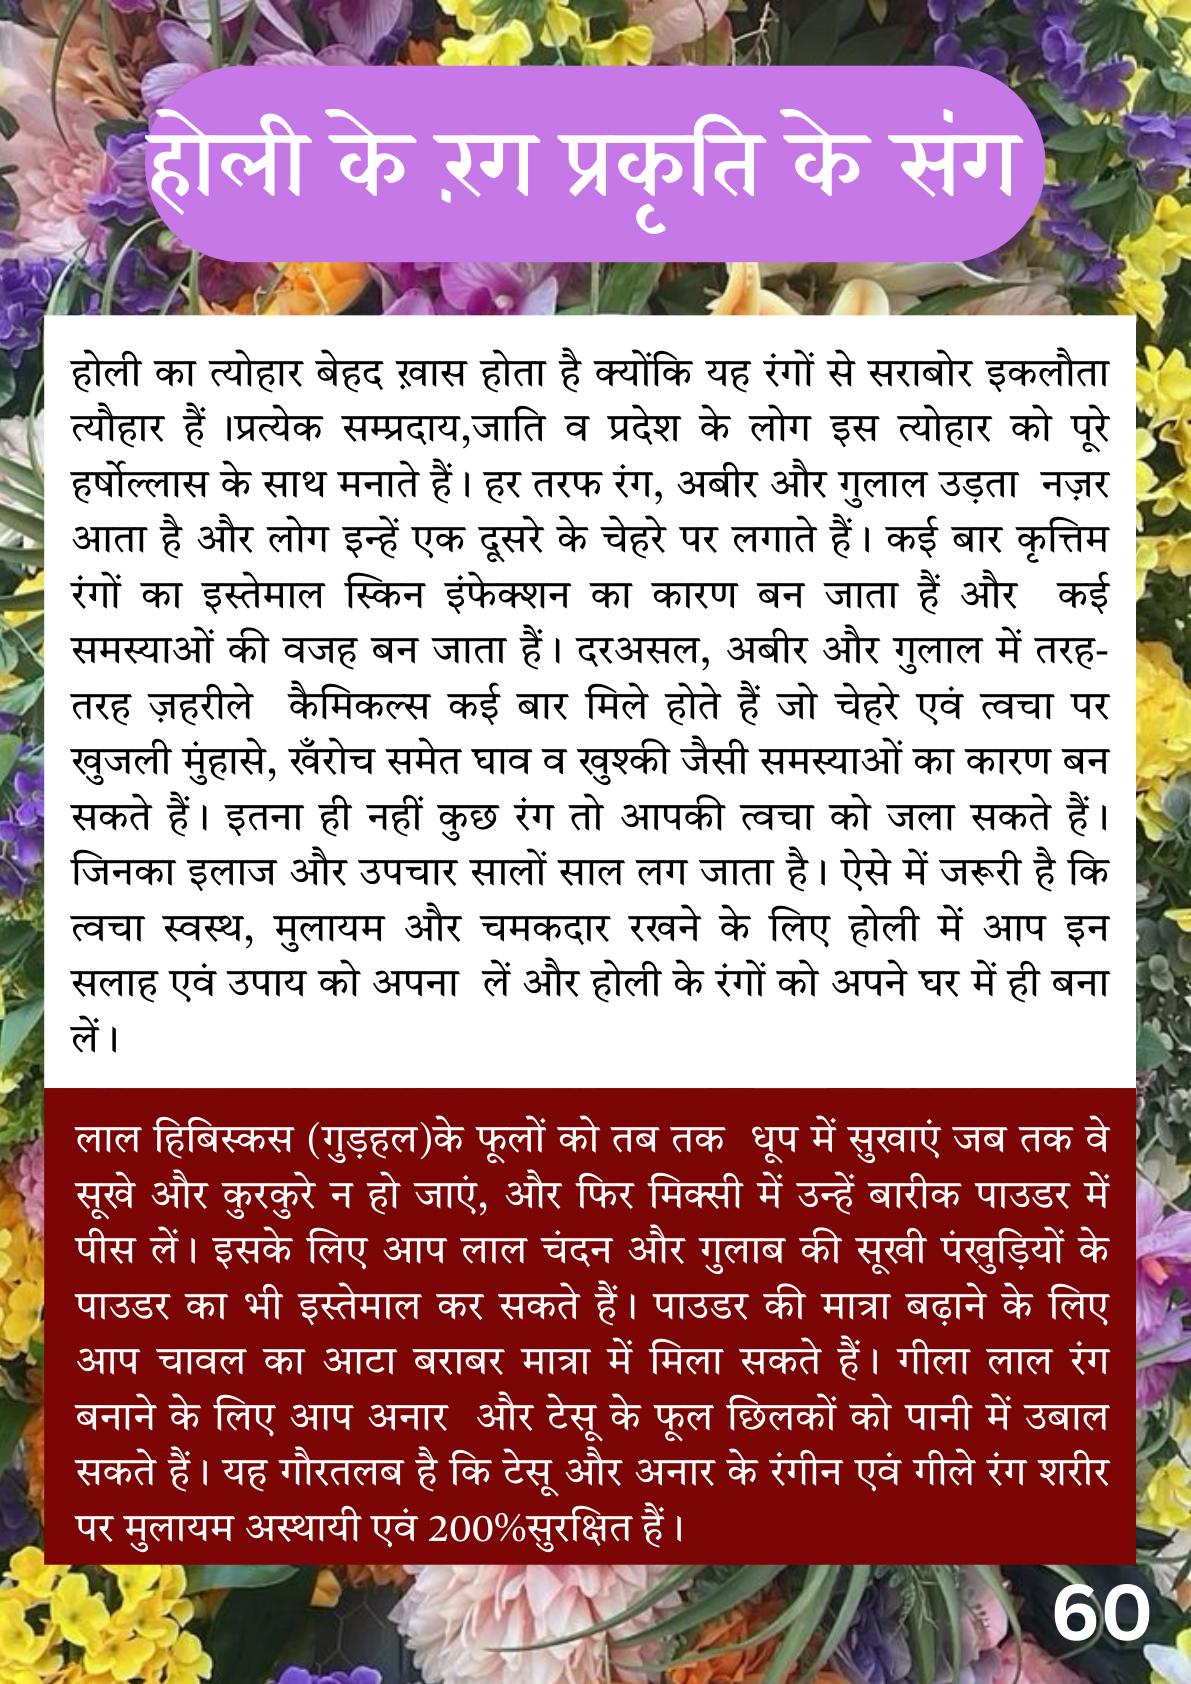 होली के ऱग प्रकृति के संग
होली का त्योहार बेहद ख़ास होता है क्योंकि यह रंगों से सराबोर इकलौता
त्यौहार हैं ।प्रत्येक सम्प्रदाय,जाति व प्रदेश के लोग इस त्योहार को पूरे
हर्षोल्लास के साथ मनाते हैं। हर तरफ रंग, अबीर और गुलाल उड़ता नज़र
आता है और लोग इन्हें एक दूसरे के चेहरे पर लगाते हैं। कई बार कृत्तिम
रंगों का इस्तेमाल स्किन इंफेक्शन का कारण बन जाता हैं और कई
समस्याओं की वजह बन जाता हैं। दरअसल, अबीर और गुलाल में तरह-
तरह ज़हरीले कैमिकल्स कई बार मिले होते हैं जो चेहरे एवं त्वचा पर
खुजली मुंहासे, खँरोच समेत घाव व खुश्की जैसी समस्याओं का कारण बन
सकते हैं। इतना ही नहीं कुछ रंग तो आपकी त्वचा को जला सकते हैं।
जिनका इलाज और उपचार सालों साल लग जाता है। ऐसे में जरूरी है कि
त्वचा स्वस्थ, मुलायम और चमकदार रखने के लिए होली में आप इन
सलाह एवं उपाय को अपना लें और होली के रंगों को अपने घर में ही बना
लें।
लाल हिबिस्कस (गुड़हल)के फूलों को तब तक धूप में सुखाएं जब तक वे
सूखे और कुरकुरे न हो जाएं, और फिर मिक्सी में उन्हें बारीक पाउडर में
पीस लें। इसके लिए आप लाल चंदन और गुलाब की सूखी पंखुड़ियों के
पाउडर का भी इस्तेमाल कर सकते हैं। पाउडर की मात्रा बढ़ाने के लिए
आप चावल का आटा बराबर मात्रा में मिला सकते हैं। गीला लाल रंग
बनाने के लिए आप अनार और टेसू के फूल छिलकों को पानी में उबाल
सकते हैं। यह गौरतलब है कि टेसू और अनार के रंगीन एवं गीले रंग शरीर
पर मुलायम अस्थायी एवं 200%सुरक्षित हैं।
60